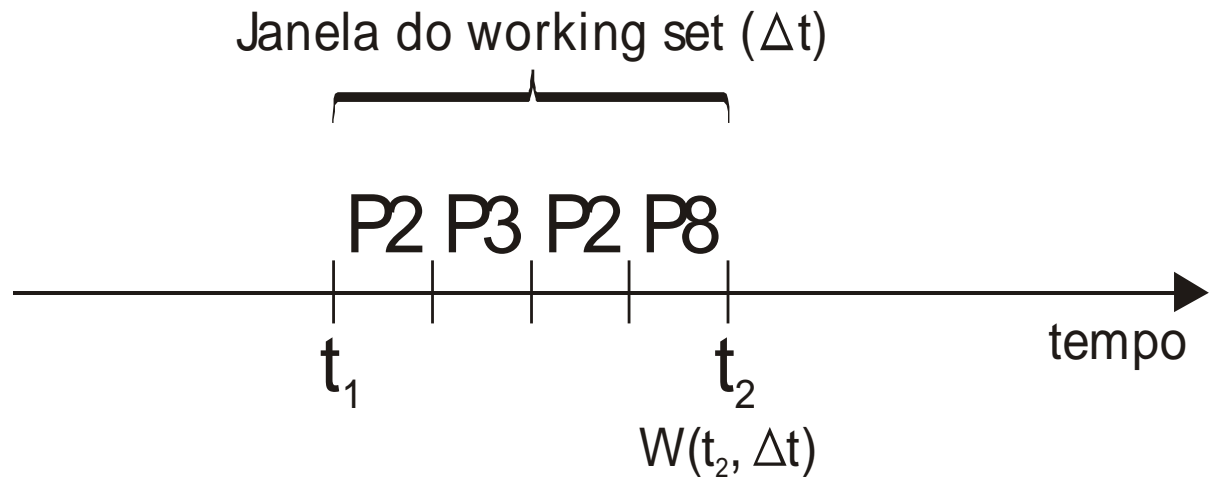 Janela do working set (Δt)
P2 P3 P2 P8
tempo
t₁ t₂
W(t₂, Δt)